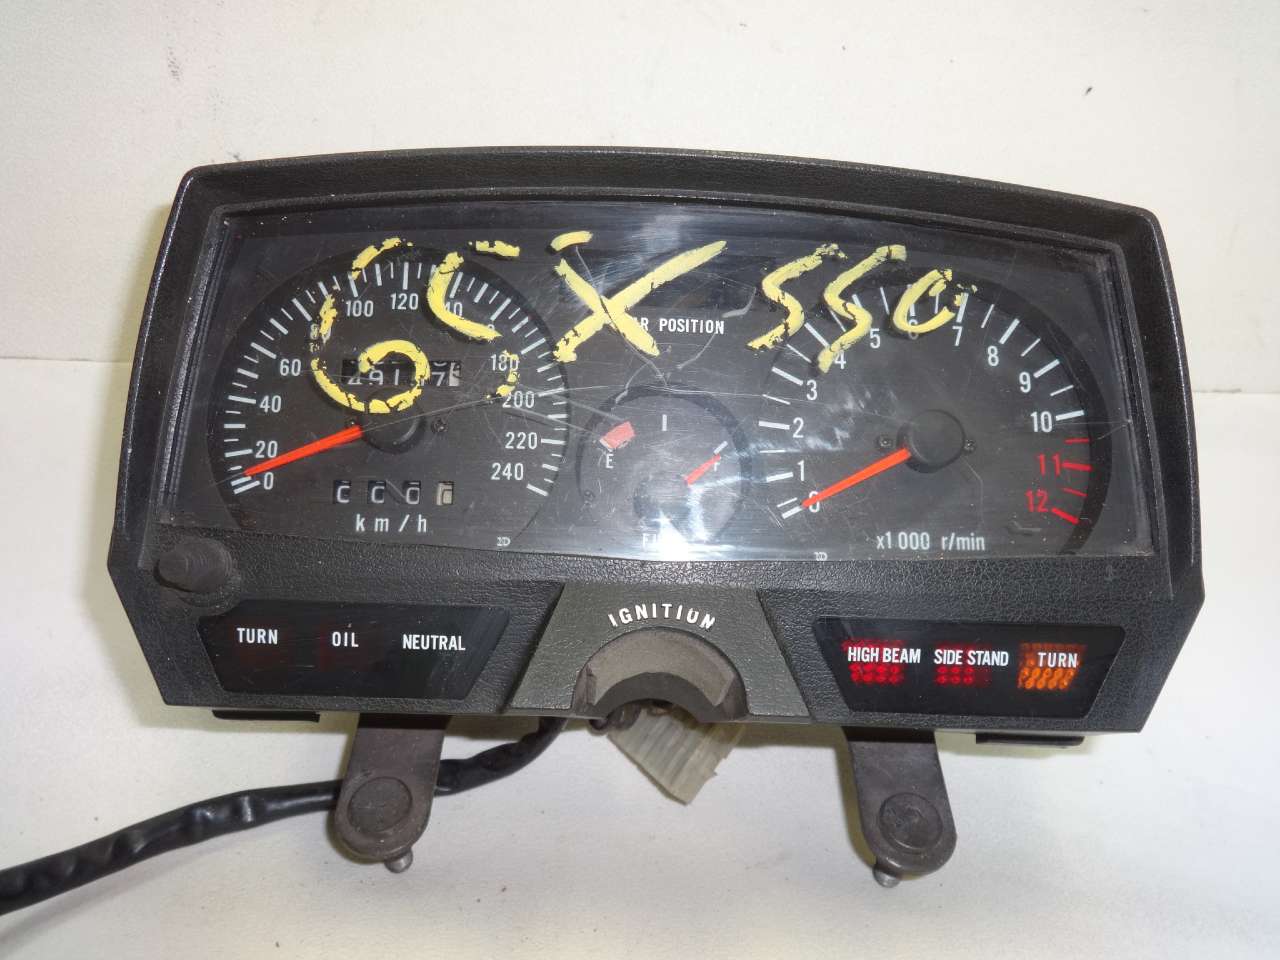 GCX 550
100 120
60
180
40
200
20
220
0
240
km/h
POSITION
E
F
4 5 6 7 8
3
9
2
10
1
11
0
12
x1000 r/min
IGNITION
TURN OIL NEUTRAL
HIGH BEAM SIDE STAND TURN